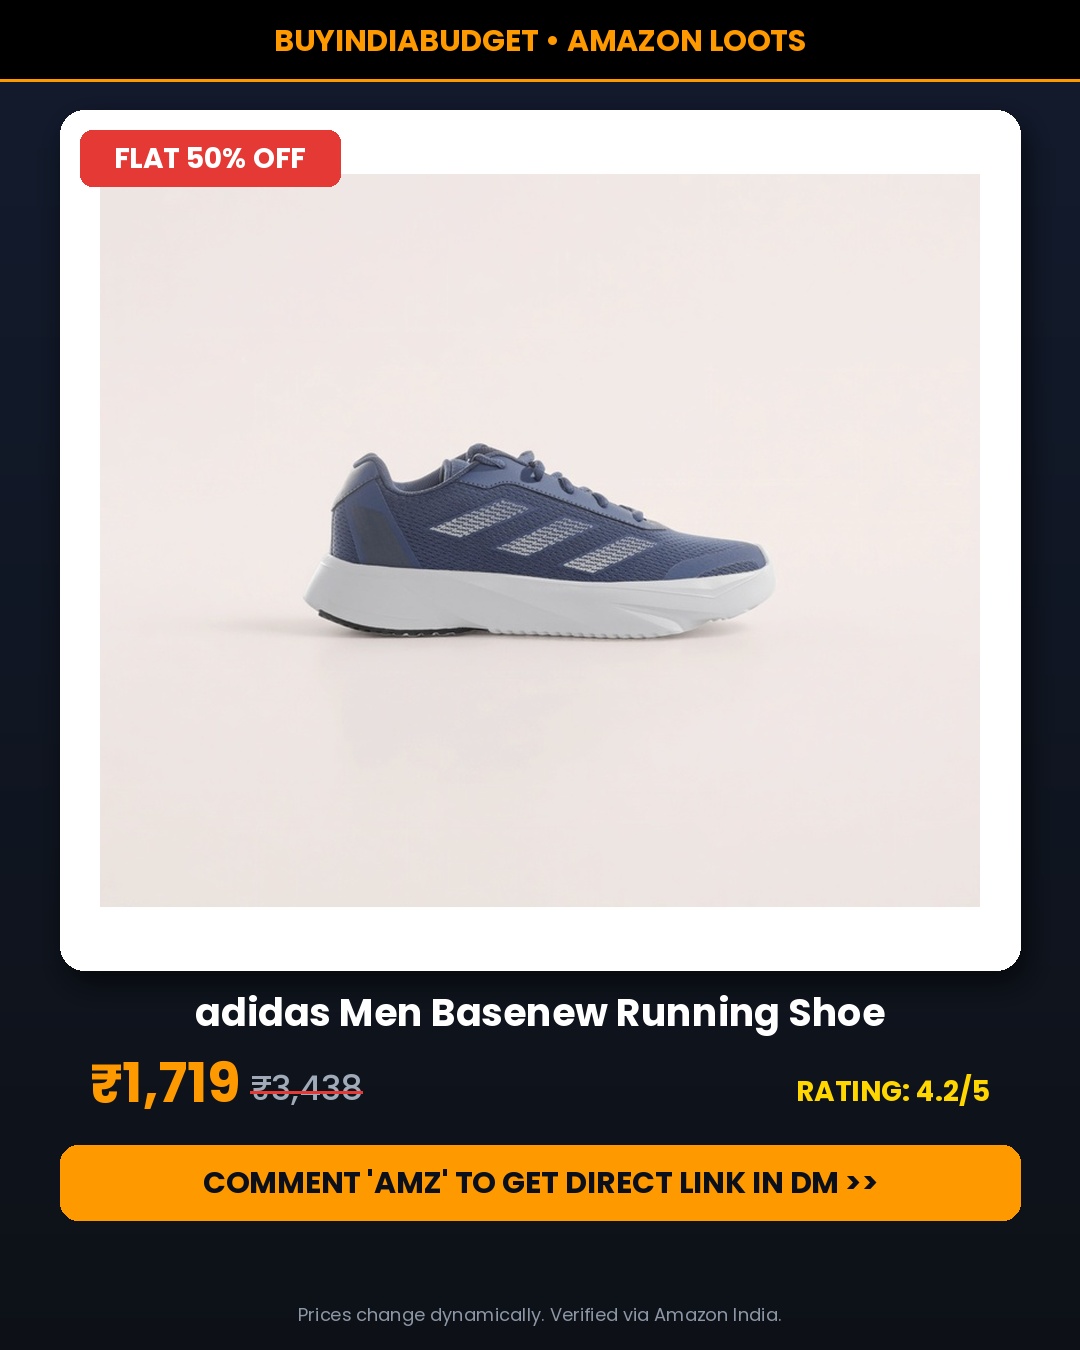 BUYINDIABUDGET • AMAZON LOOTS
FLAT 50% OFF
adidas Men Basenew Running Shoe
₹1,719 ₹3,438
RATING: 4.2/5
COMMENT 'AMZ' TO GET DIRECT LINK IN DM >>
Prices change dynamically. Verified via Amazon India.